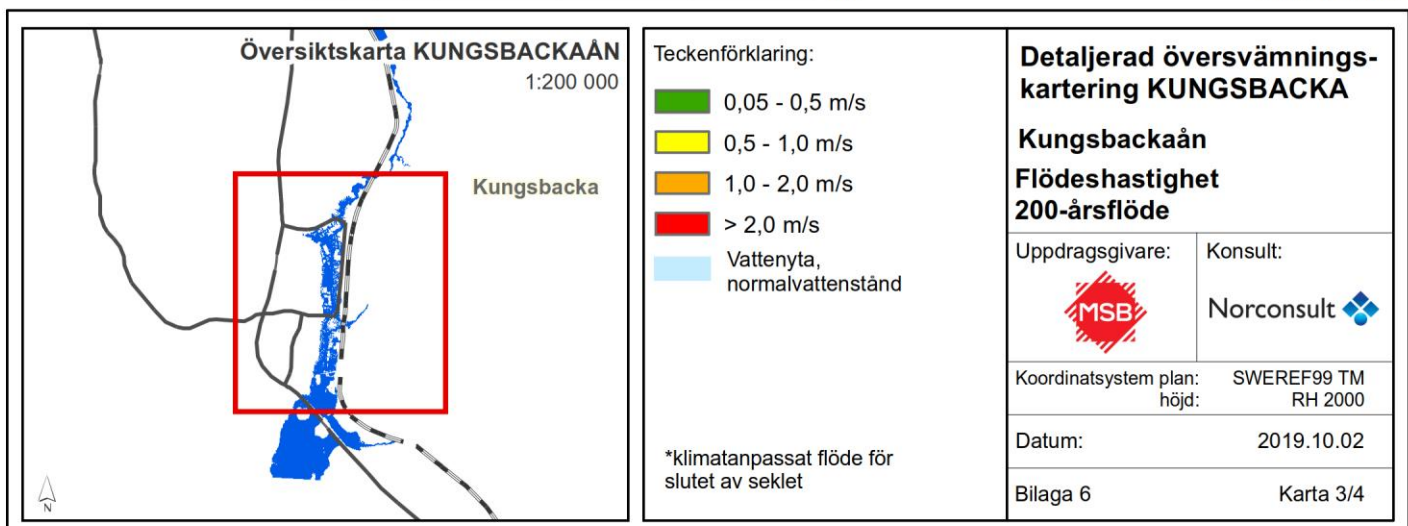 Översiktskarta KUNGSBACKAÅN
1:200 000
Kungsbacka
N
Teckenförklaring:
0,05 - 0,5 m/s
0,5 - 1,0 m/s
1,0 - 2,0 m/s
> 2,0 m/s
Vattenyta,
normalvattenstånd
*klimatanpassat flöde för
slutet av seklet
Detaljerad översvämnings-
kartering KUNGSBACKA
Kungsbackaån
Flödeshastighet
200-årsflöde
Uppdragsgivare:
MSB
Konsult:
Norconsult
Koordinatsystem plan: SWEREF99 TM
höjd: RH 2000
Datum: 2019.10.02
Bilaga 6 Karta 3/4